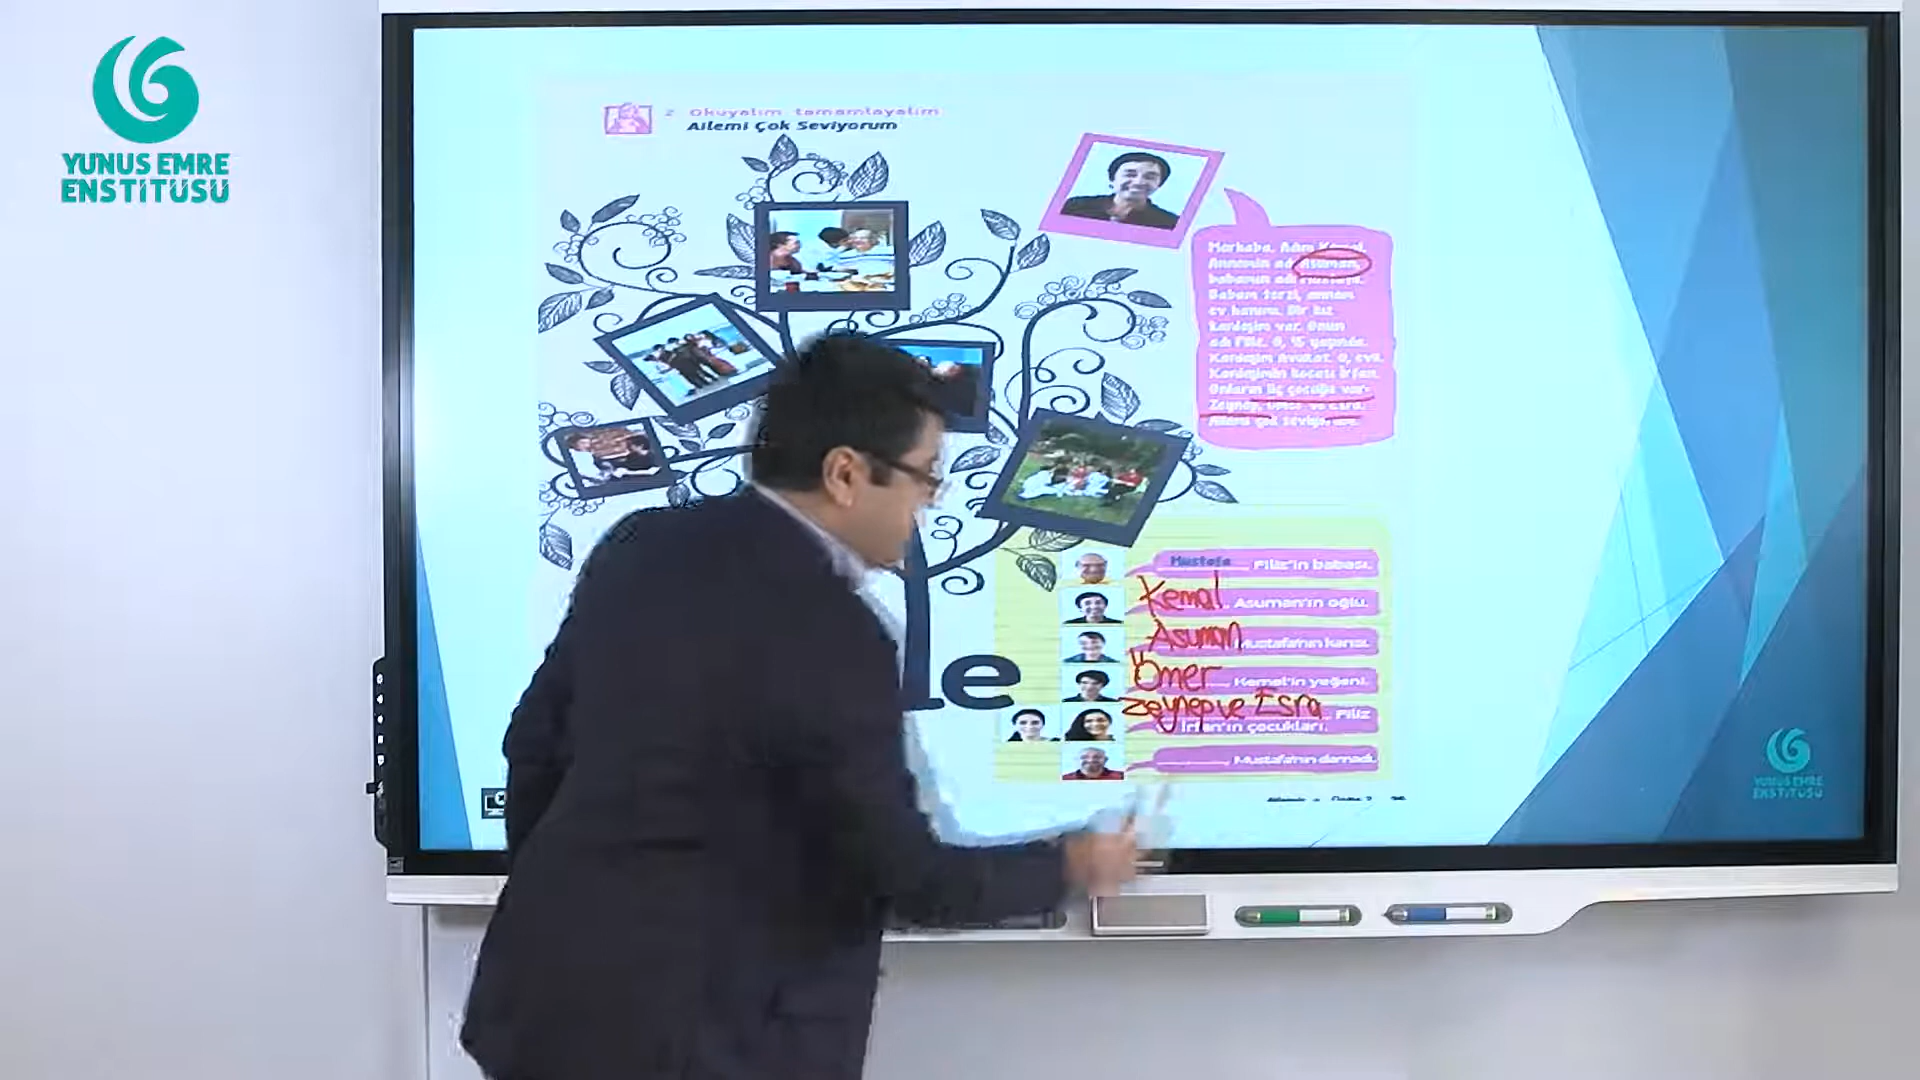 YUNUS EMRE
ENSTİTÜSÜ
2 Okuyalım, tamamlayalım
Ailemi Çok Seviyorum
Merhaba. Adım Kemal.
Annemin adı Asuman,
babamın adı
Babam terzi, annem
ev hanımı. Bir kız
kardeşim var. Onun
adı Filiz. O, 45 yaşında.
Kardeşim avukat. O, evli.
Kardeşimin kocası İrfan.
Onların üç çocuğu var:
Zeynep, Ömer ve Esra.
Ailemi çok
Mustafa Filiz'in babası.
Kemal, Asuman'ın oğlu.
Asuman Mustafa'nın karısı.
Ömer, Kemal'in yeğeni.
Zeynep ve Esra, Filiz
İrfan'ın çocukları.
Mustafa'nın damadı.
le
YUNUS EMRE
ENSTİTÜSÜ